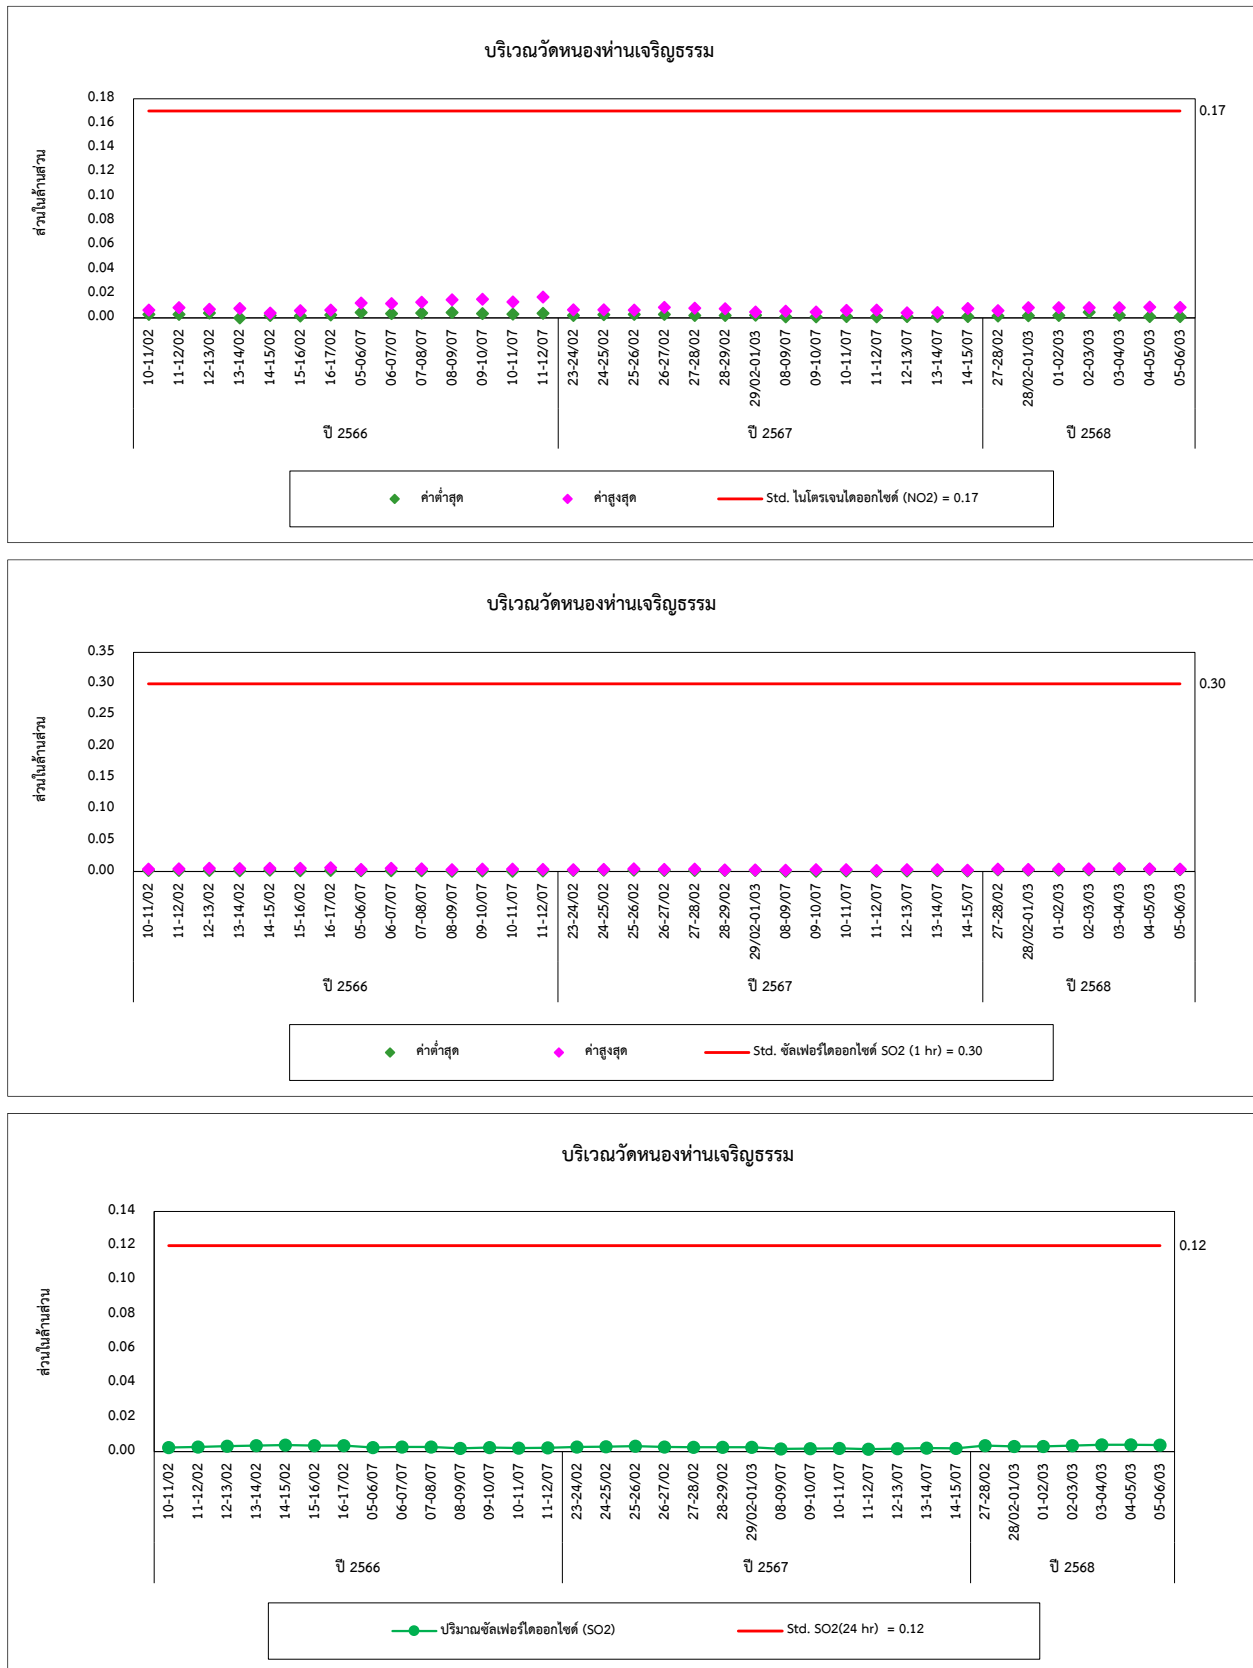 บริเวณวัดหนองห่านเจริญธรรม
ส่วนในล้านส่วน
0.18
0.16
0.14
0.12
0.10
0.08
0.06
0.04
0.02
0.00
0.17
10-11/02 11-12/02 12-13/02 13-14/02 14-15/02 15-16/02 16-17/02 05-06/07 06-07/07 07-08/07 08-09/07 09-10/07 10-11/07 11-12/07 23-24/02 24-25/02 25-26/02 26-27/02 27-28/02 28-29/02 29/02-01/03 08-09/07 09-10/07 10-11/07 11-12/07 12-13/07 13-14/07 14-15/07 27-28/02 28/02-01/03 01-02/03 02-03/03 03-04/03 04-05/03 05-06/03
ปี 2566 ปี 2567 ปี 2568
ค่าต่ำสุด ค่าสูงสุด Std. ไนโตรเจนไดออกไซด์ (NO2) = 0.17
บริเวณวัดหนองห่านเจริญธรรม
ส่วนในล้านส่วน
0.35
0.30
0.25
0.20
0.15
0.10
0.05
0.00
0.30
10-11/02 11-12/02 12-13/02 13-14/02 14-15/02 15-16/02 16-17/02 05-06/07 06-07/07 07-08/07 08-09/07 09-10/07 10-11/07 11-12/07 23-24/02 24-25/02 25-26/02 26-27/02 27-28/02 28-29/02 29/02-01/03 08-09/07 09-10/07 10-11/07 11-12/07 12-13/07 13-14/07 14-15/07 27-28/02 28/02-01/03 01-02/03 02-03/03 03-04/03 04-05/03 05-06/03
ปี 2566 ปี 2567 ปี 2568
ค่าต่ำสุด ค่าสูงสุด Std. ซัลเฟอร์ไดออกไซด์ SO2 (1 hr) = 0.30
บริเวณวัดหนองห่านเจริญธรรม
ส่วนในล้านส่วน
0.14
0.12
0.10
0.08
0.06
0.04
0.02
0.00
0.12
10-11/02 11-12/02 12-13/02 13-14/02 14-15/02 15-16/02 16-17/02 05-06/07 06-07/07 07-08/07 08-09/07 09-10/07 10-11/07 11-12/07 23-24/02 24-25/02 25-26/02 26-27/02 27-28/02 28-29/02 29/02-01/03 08-09/07 09-10/07 10-11/07 11-12/07 12-13/07 13-14/07 14-15/07 27-28/02 28/02-01/03 01-02/03 02-03/03 03-04/03 04-05/03 05-06/03
ปี 2566 ปี 2567 ปี 2568
ปริมาณซัลเฟอร์ไดออกไซด์ (SO2) Std. SO2(24 hr) = 0.12